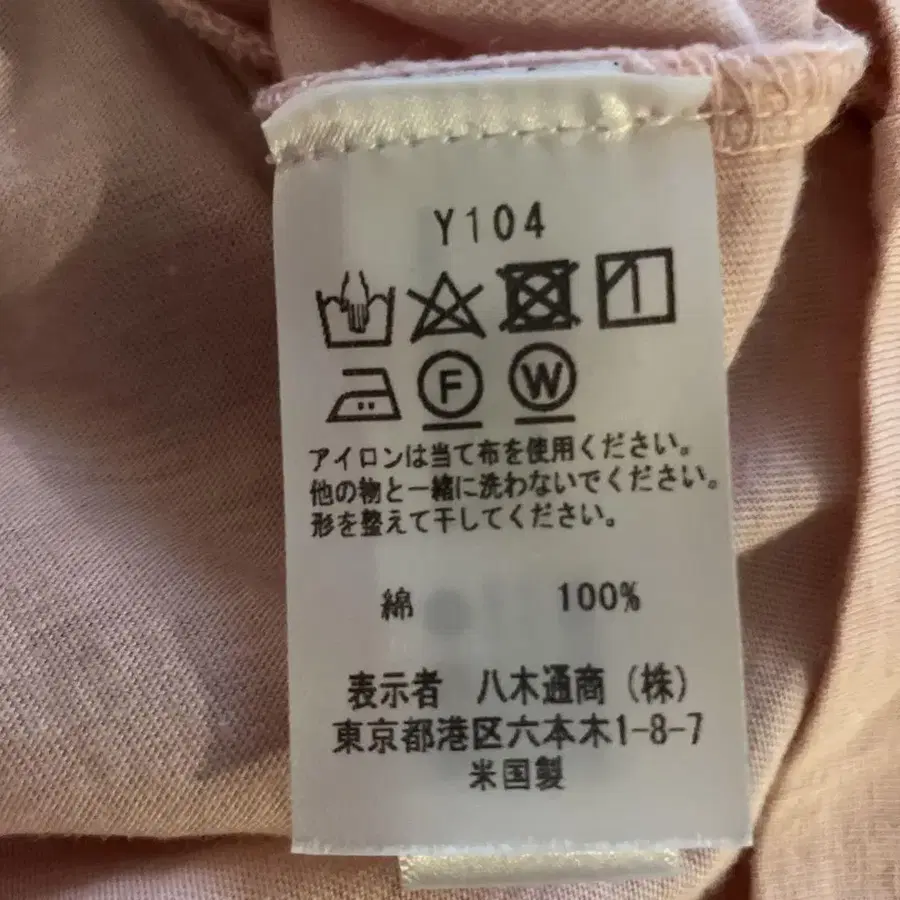 Y104
F W
アイロンは当て布を使用ください。
他の物と一緒に洗わないでください。
形を整えて干してください。
綿 100%
表示者 八木通商（株）
東京都港区六本木1-8-7
米国製